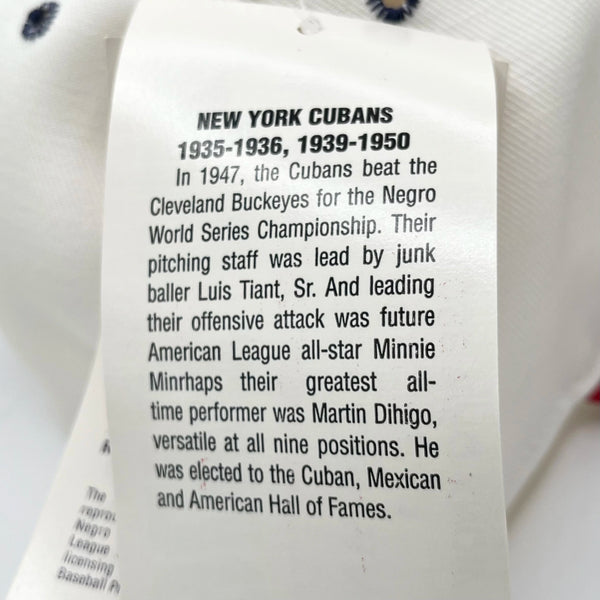 NEW YORK CUBANS
1935-1936, 1939-1950
In 1947, the Cubans beat the
Cleveland Buckeyes for the Negro
World Series Championship. Their
pitching staff was lead by junk
baller Luis Tiant, Sr. And leading
their offensive attack was future
American League all-star Minnie
Minrhaps their greatest all-
time performer was Martin Dihigo,
versatile at all nine positions. He
was elected to the Cuban, Mexican
and American Hall of Fames.
The
Negro
League
licensing
Baseball